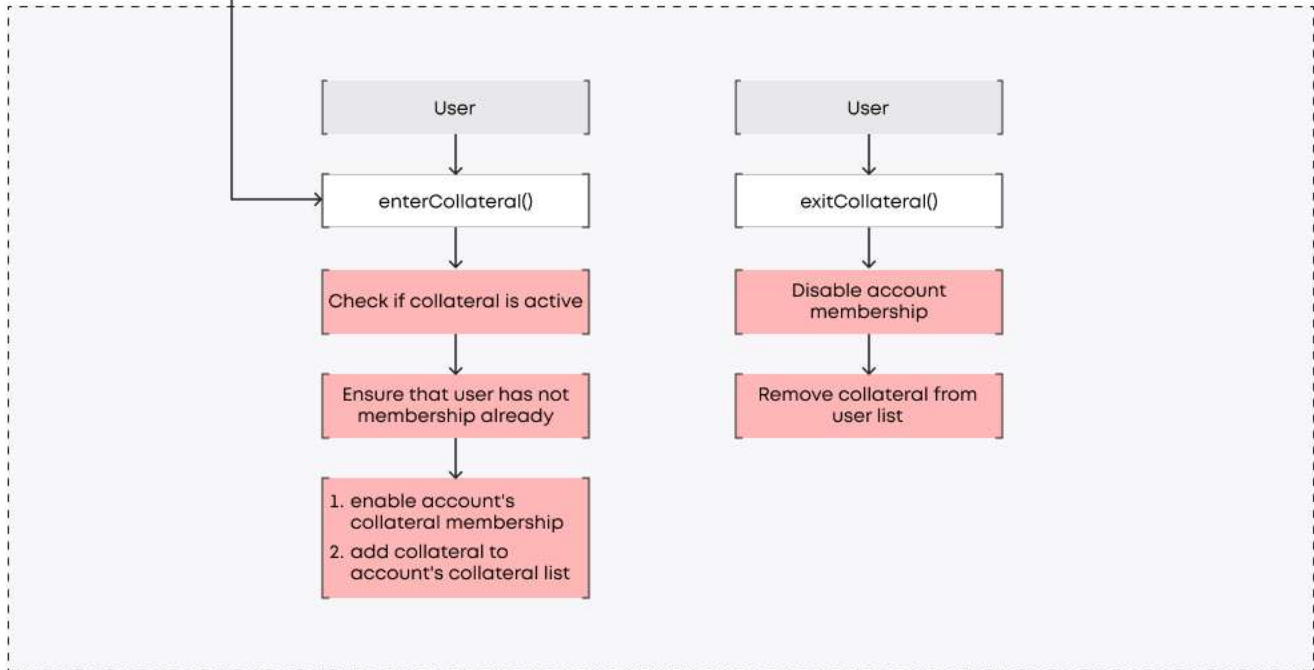 User
enterCollateral()
Check if collateral is active
Ensure that user has not
membership already
1. enable account's
collateral membership
2. add collateral to
account's collateral list
User
exitCollateral()
Disable account
membership
Remove collateral from
user list